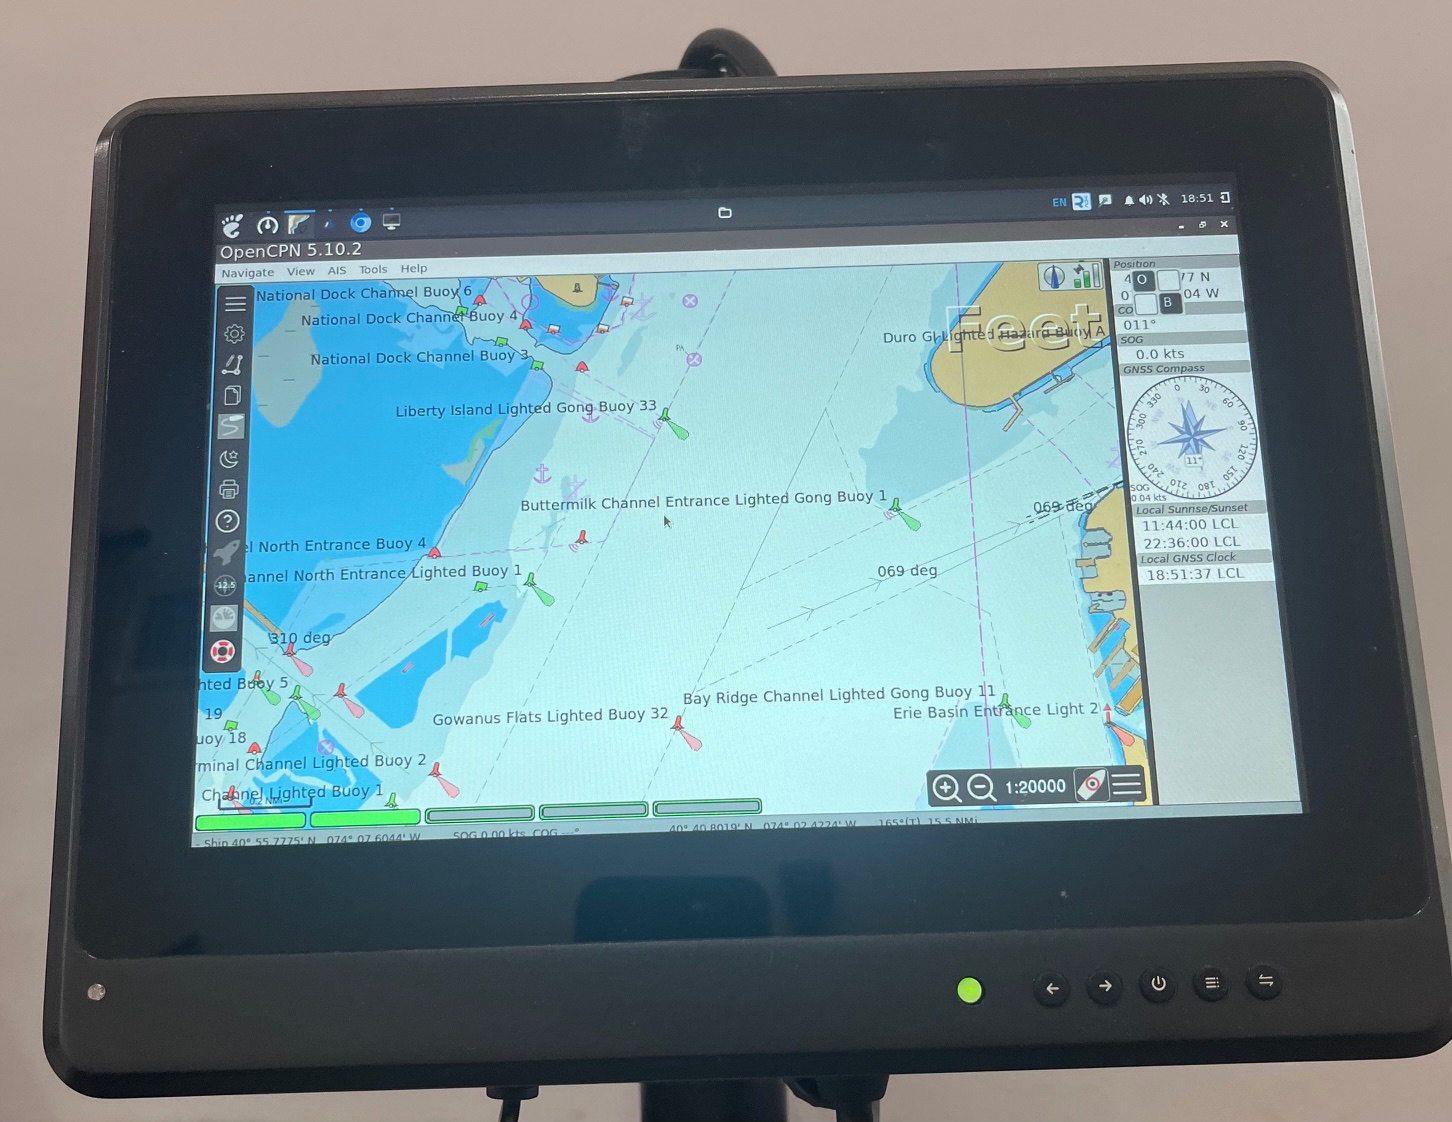 EN
18:51
OpenCPN 5.10.2
Navigate View AIS Tools Help
National Dock Channel Buoy 6
National Dock Channel Buoy 4
National Dock Channel Buoy 3
PA
Feet
Duro Gl Lighted Hazard Buoy A
Liberty Island Lighted Gong Buoy 33
Buttermilk Channel Entrance Lighted Gong Buoy 1
069 deg
el North Entrance Buoy 4
annel North Entrance Lighted Buoy 1
069 deg
310 deg
hted Buoy 5
19
uoy 18
Bay Ridge Channel Lighted Gong Buoy 11
Erie Basin Entrance Light 2
Gowanus Flats Lighted Buoy 32
rminal Channel Lighted Buoy 2
Channel Lighted Buoy 1
0.2 NMi
-12.5
1:20000
Position
4 O 77 N
0 B 04 W
CO
011°
SOG
0.0 kts
GNSS Compass
0 30 60 90 120 150 180 210 240 270 300 330
11°
SOG
0.04 kts
Local Sunrise/Sunset
11:44:00 LCL
22:36:00 LCL
Local GNSS Clock
18:51:37 LCL
Ship 40° 55.7775' N 074° 07.6044' W SOG 0.00 kts COG ---° 40° 40.8019' N 074° 02.4224' W 165°(T) 15.5 NMi